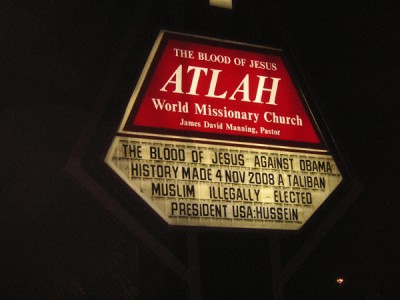 THE BLOOD OF JESUS
ATLAH
World Missionary Church
James David Manning, Pastor
THE BLOOD OF JESUS AGAINST OBAMA
HISTORY MADE 4 NOV 2008 A TALIBAN
MUSLIM ILLEGALLY ELECTED
PRESIDENT USA:HUSSEIN